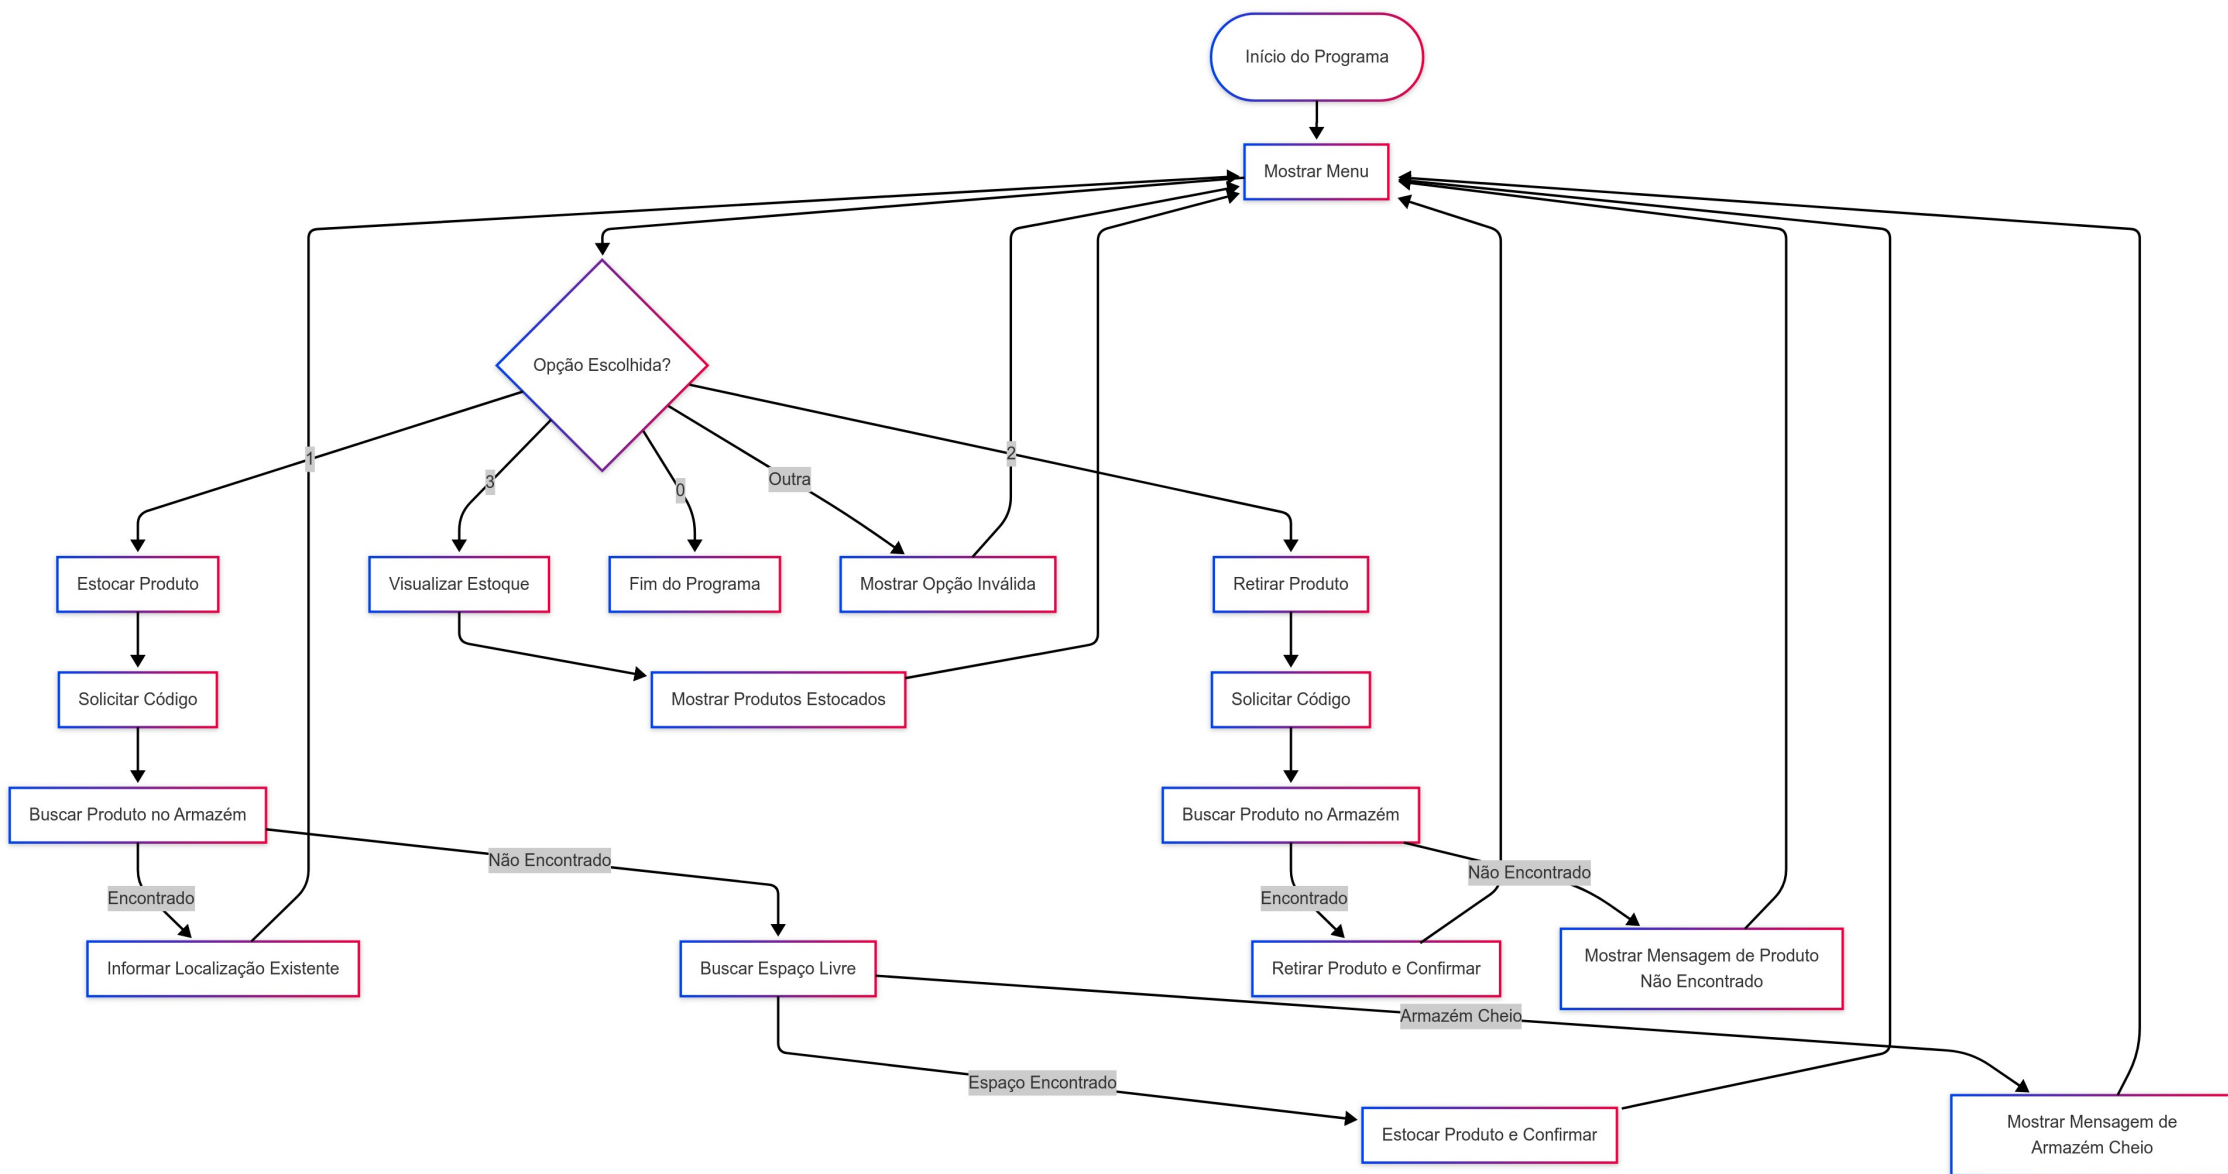 Início do Programa
Mostrar Menu
Opção Escolhida?
1
3
0
Outra
2
Estocar Produto
Visualizar Estoque
Fim do Programa
Mostrar Opção Inválida
Retirar Produto
Solicitar Código
Mostrar Produtos Estocados
Solicitar Código
Buscar Produto no Armazém
Buscar Produto no Armazém
Não Encontrado
Encontrado
Encontrado
Não Encontrado
Informar Localização Existente
Buscar Espaço Livre
Retirar Produto e Confirmar
Mostrar Mensagem de Produto
Não Encontrado
Armazém Cheio
Espaço Encontrado
Estocar Produto e Confirmar
Mostrar Mensagem de
Armazém Cheio